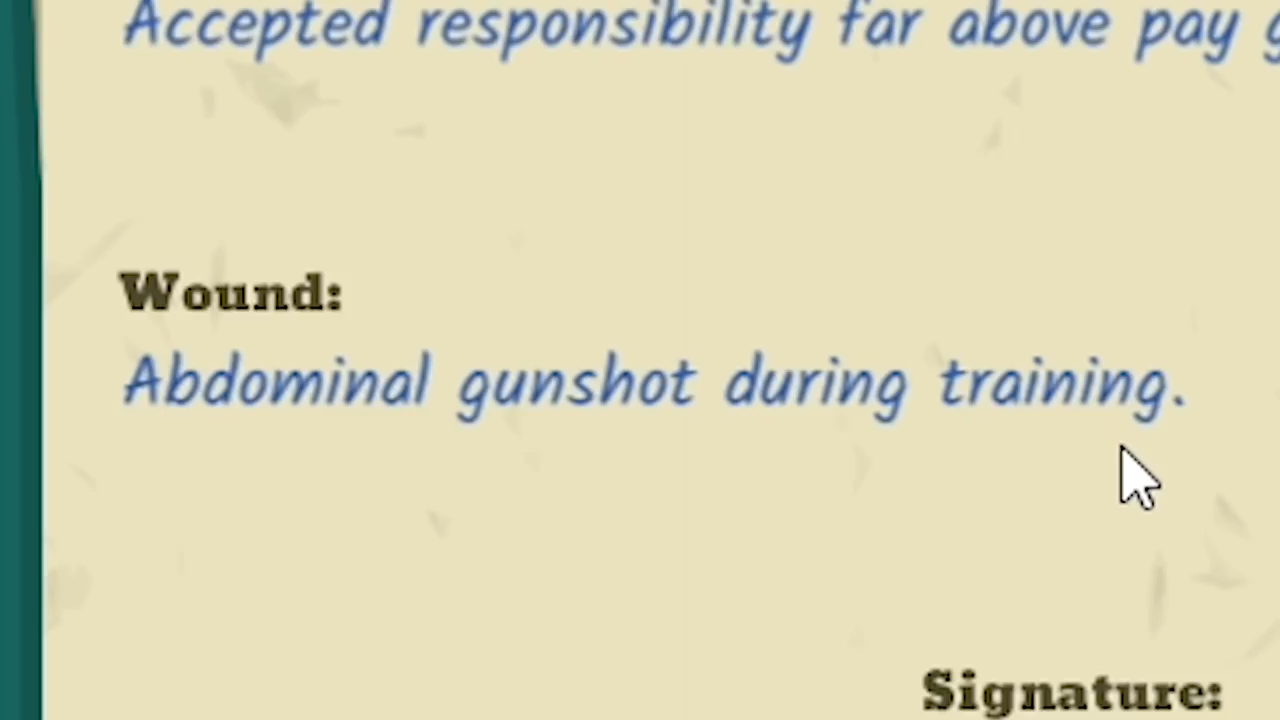 Accepted responsibility far above pay
Wound:
Abdominal gunshot during training.
Signature: